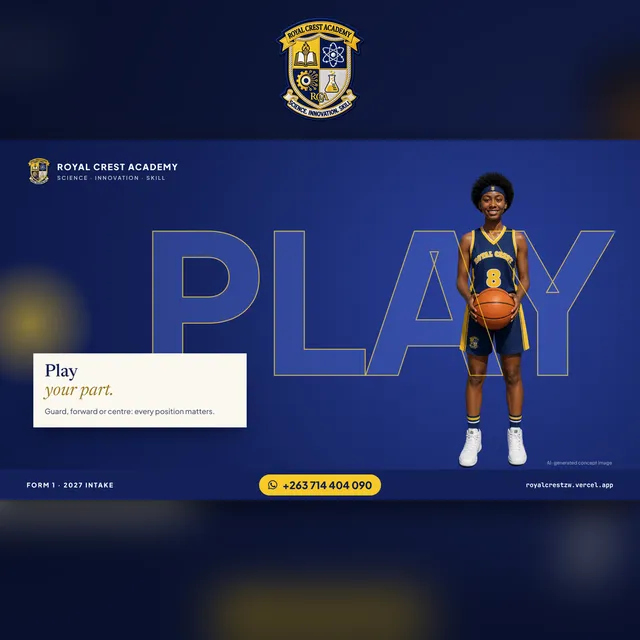 ROYAL CREST ACADEMY
RCA
SCIENCE. INNOVATION. SKILL
ROYAL CREST ACADEMY
SCIENCE · INNOVATION · SKILL
PLAY
ROYAL CREST
8
Play
your part.
Guard, forward or centre: every position matters.
AI-generated concept image
FORM 1 · 2027 INTAKE
+263 714 404 090
royalcrestzw.vercel.app